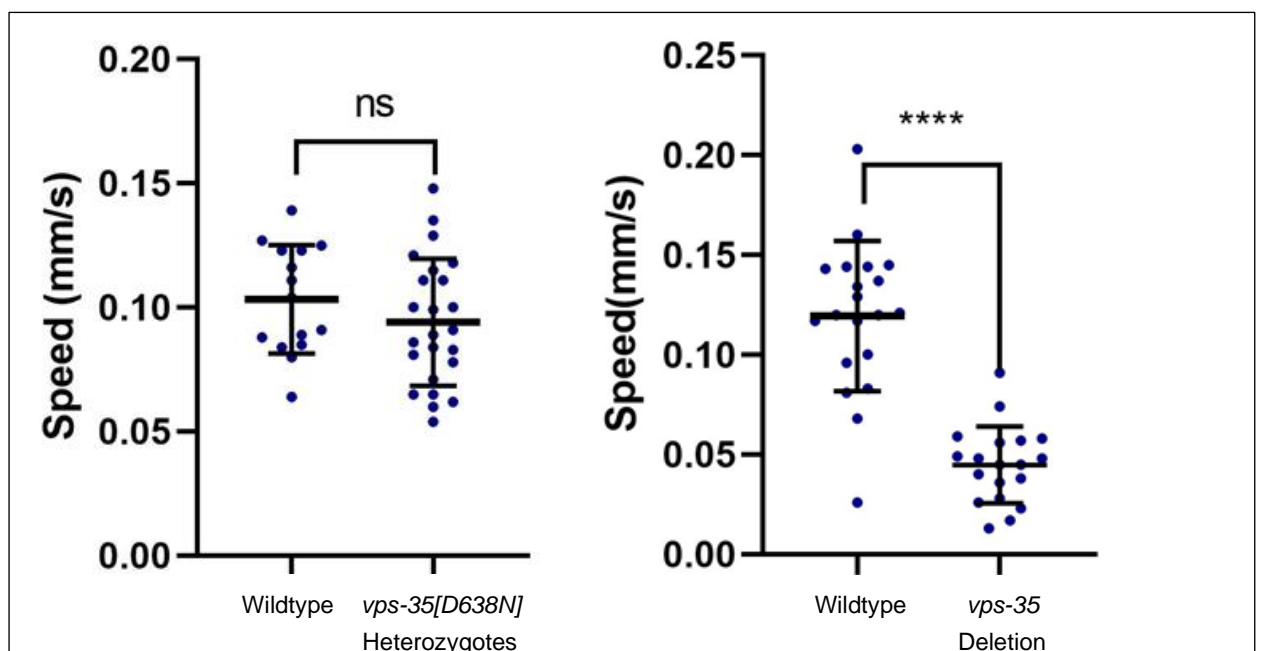 0.20
0.15
0.10
0.05
0.00
Speed (mm/s)
ns
Wildtype
vps-35[D638N]
Heterozygotes
0.25
0.20
0.15
0.10
0.05
0.00
Speed(mm/s)
****
Wildtype
vps-35
Deletion